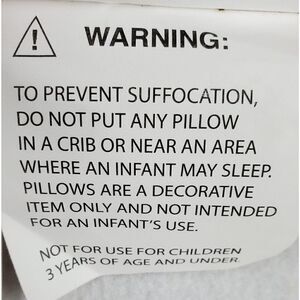 WARNING:
TO PREVENT SUFFOCATION,
DO NOT PUT ANY PILLOW
IN A CRIB OR NEAR AN AREA
WHERE AN INFANT MAY SLEEP.
PILLOWS ARE A DECORATIVE
ITEM ONLY AND NOT INTENDED
FOR AN INFANT'S USE.
NOT FOR USE FOR CHILDREN
3 YEARS OF AGE AND UNDER.